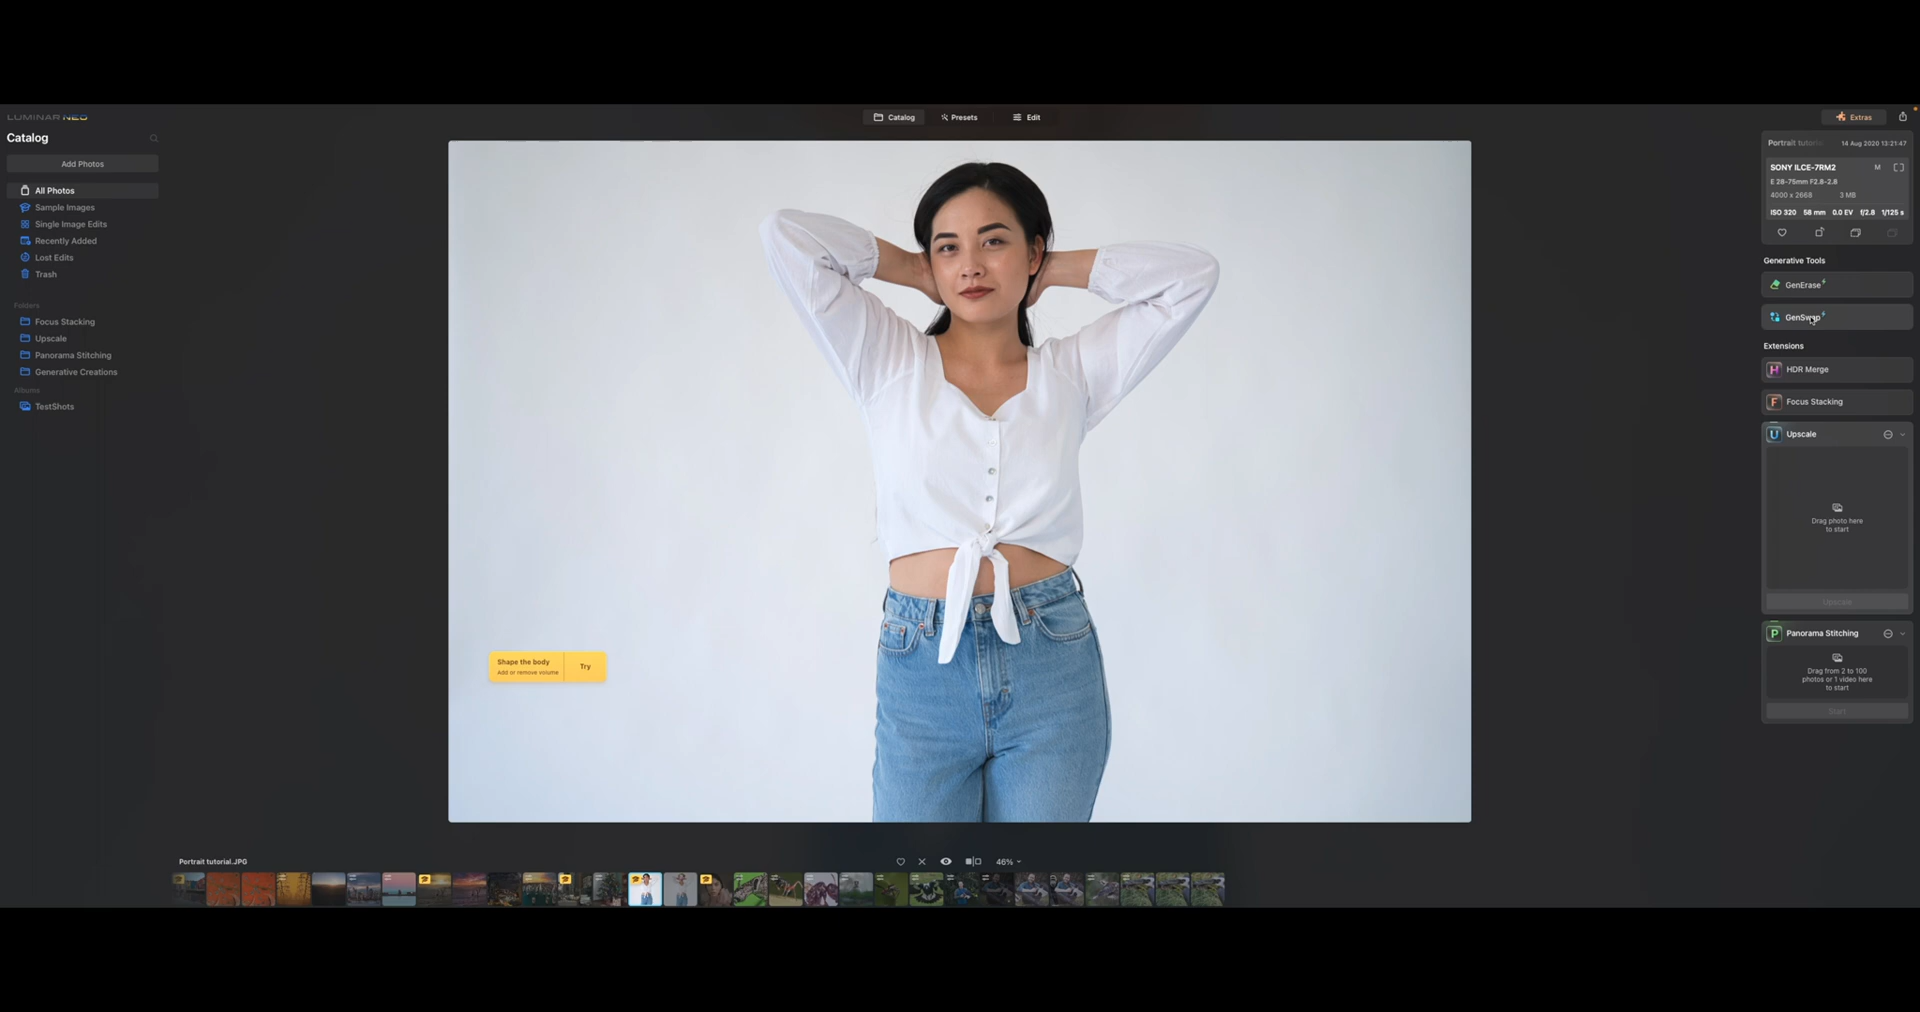 LUMINAR NEO
Catalog
Presets
Edit
Extras
Catalog
Add Photos
All Photos
Sample Images
Single Image Edits
Recently Added
Lost Edits
Trash
Folders
Focus Stacking
Upscale
Panorama Stitching
Generative Creations
Albums
TestShots
Shape the body
Add or remove volume
Try
Portrait tutorial.JPG
46%
Portrait tutoria
14 Aug 2020 13:21:47
SONY ILCE-7RM2
M
E 28-75mm F2.8-2.8
4000 x 2668
3 MB
ISO 320 58 mm 0.0 EV f/2.8 1/125 s
Generative Tools
GenErase
GenSwap
Extensions
H
HDR Merge
F
Focus Stacking
U
Upscale
Drag photo here
to start
Upscale
P
Panorama Stitching
Drag from 2 to 100
photos or 1 video here
to start
Start